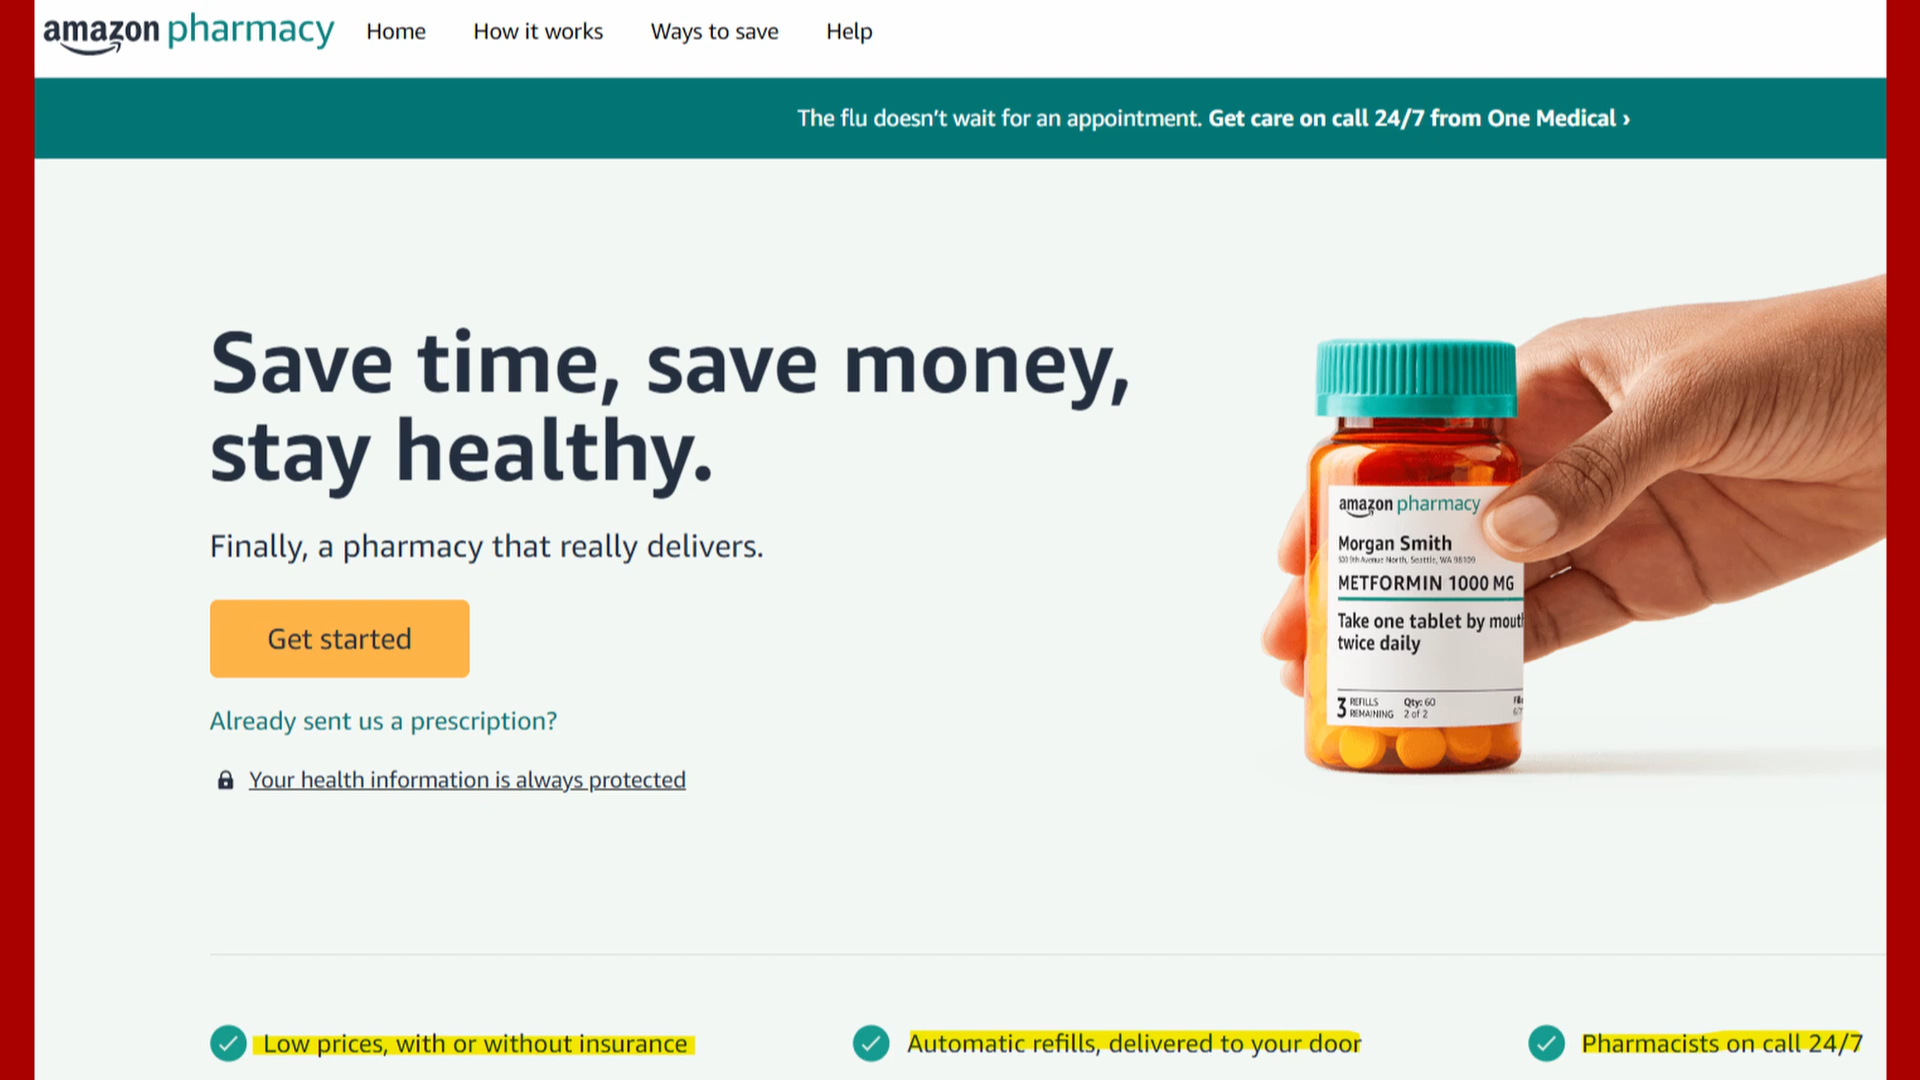 amazon pharmacy Home How it works Ways to save Help
The flu doesn't wait for an appointment. Get care on call 24/7 from One Medical ›
Save time, save money,
stay healthy.
Finally, a pharmacy that really delivers.
Get started
Already sent us a prescription?
Your health information is always protected
amazon pharmacy
Morgan Smith
North, Seattle, WA 98109
METFORMIN 1000 MG
Take one tablet by mout
twice daily
3 REFILLS REMAINING
Qty: 60
2 of 2
Low prices, with or without insurance
Automatic refills, delivered to your door
Pharmacists on call 24/7